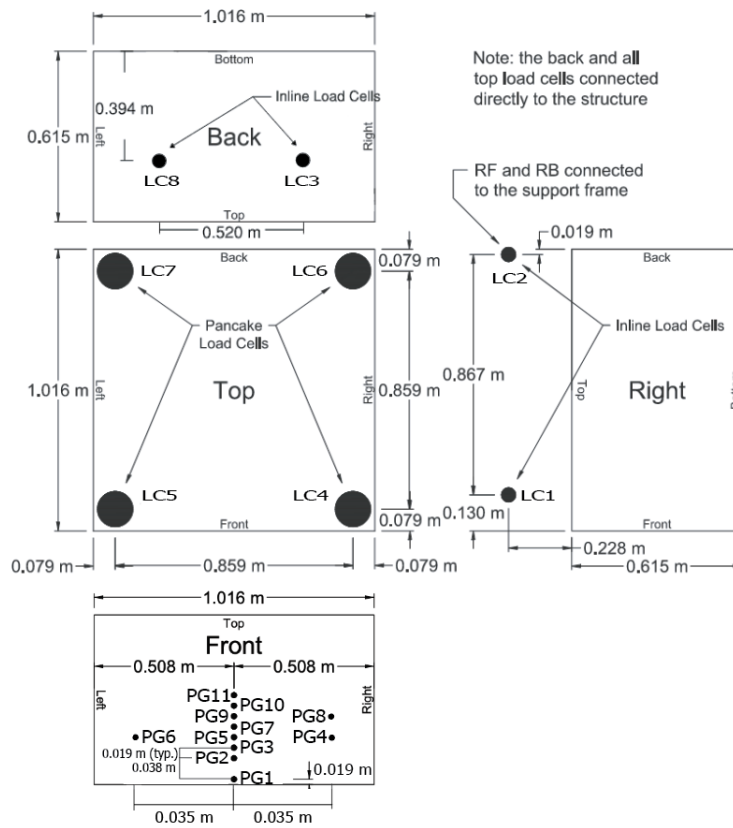 1.016 m
Bottom
Inline Load Cells
0.394 m
0.615 m
Left
Back
Right
LC8
LC3
Top
0.520 m
Note: the back and all
top load cells connected
directly to the structure
RF and RB connected
to the support frame
0.019 m
Back
LC7
LC6
0.079 m
Pancake
Load Cells
1.016 m
Left
Top
Right
0.859 m
LC5
LC4
Front
0.079 m
0.079 m
0.859 m
0.079 m
LC2
Back
Inline Load Cells
0.867 m
Top
Right
LC1
0.130 m
Front
0.228 m
0.615 m
1.016 m
Top
Front
0.508 m
0.508 m
Left
Right
PG11
PG10
PG9
PG8
PG7
PG6
PG5
PG4
PG3
0.019 m (typ.)
0.038 m
PG2
PG1
0.019 m
0.035 m
0.035 m